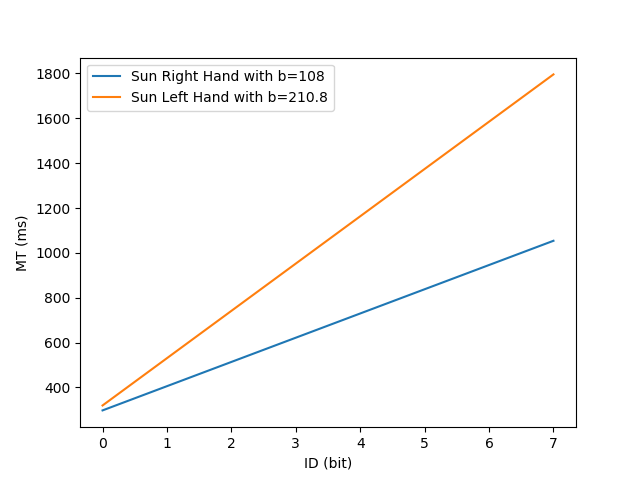 Sun Right Hand with b=108
Sun Left Hand with b=210.8
1800
1600
1400
1200
1000
800
600
400
MT (ms)
0 1 2 3 4 5 6 7
ID (bit)